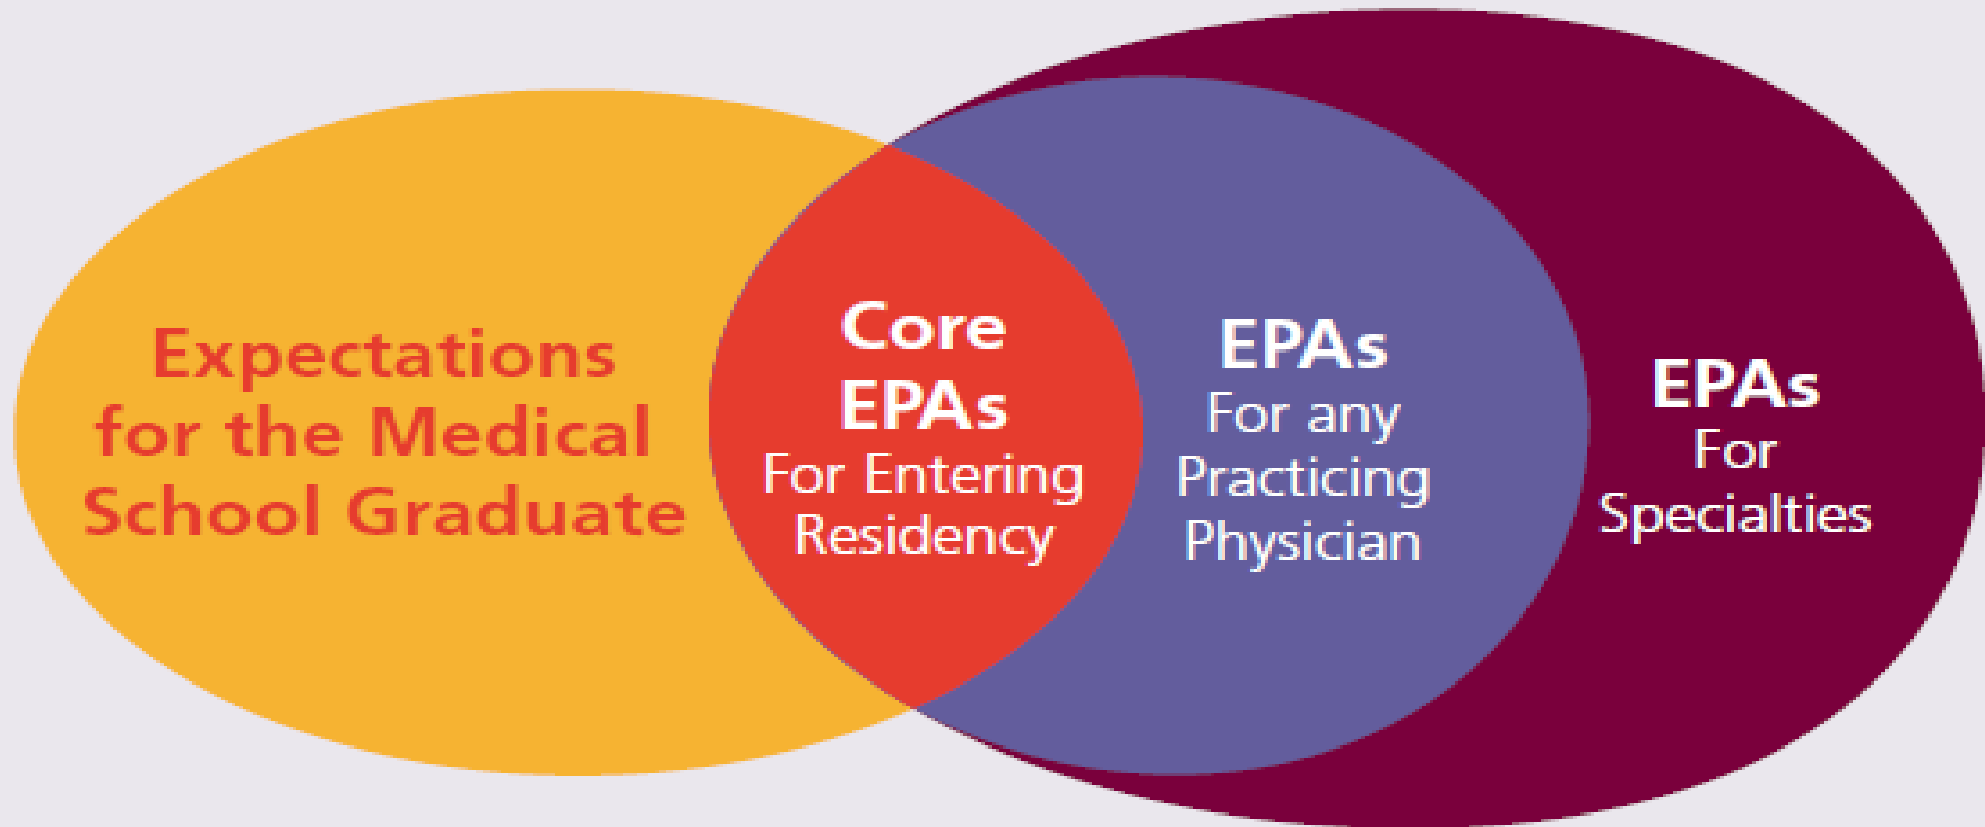 Expectations
for the Medical
School Graduate
Core
EPAs
For Entering
Residency
EPAs
For any
Practicing
Physician
EPAs
For
Specialties